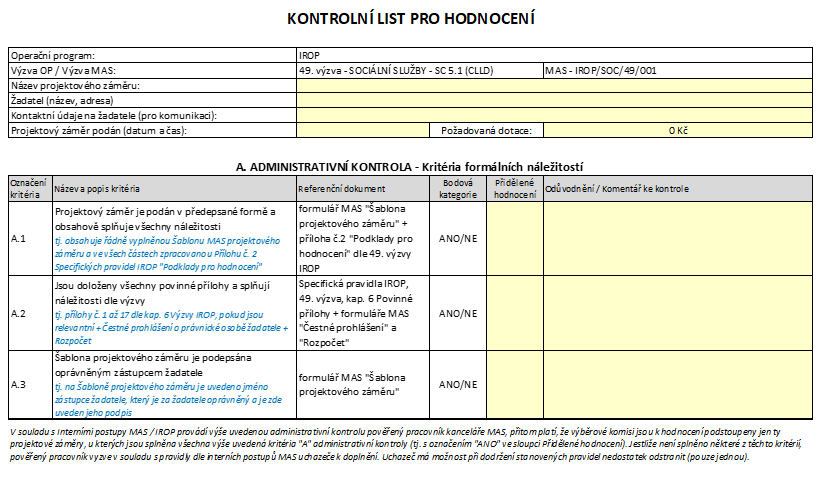 KONTROLNÍ LIST PRO HODNOCENÍ
Operační program: IROP
Výzva OP / Výzva MAS: 49. výzva - SOCIÁLNÍ SLUŽBY - SC 5.1 (CLLD) MAS - IROP/SOC/49/001
Název projektového záměru:
Žadatel (název, adresa)
Kontaktní údaje na žadatele (pro komunikaci):
Projektový záměr podán (datum a čas): Požadovaná dotace: 0 Kč
A. ADMINISTRATIVNÍ KONTROLA - Kritéria formálních náležitostí
Označení kritéria Název a popis kritéria Referenční dokument Bodová kategorie Přidělené hodnocení Odůvodnění / Komentář ke kontrole
A.1
Projektový záměr je podán v předepsané formě a
obsahově splňuje všechny náležitosti
tj. obsahuje řádně vyplněnou Šablonu MAS projektového
záměru a ve všech částech zpracovanou Přílohu č. 2
Specifických pravidel IROP "Podklady pro hodnocení"
formulář MAS "Šablona
projektového záměru" +
příloha č.2 "Podklady pro
hodnocení" dle 49. výzvy
IROP
ANO/NE
A.2
Jsou doloženy všechny povinné přílohy a splňují
náležitosti dle výzvy
tj. přílohy č. 1 až 17 dle kap. 6 Výzvy IROP, pokud jsou
relevantní + Čestné prohlášení o právnické osobě žadatele +
Rozpočet
Specifická pravidla IROP,
49. výzva, kap. 6 Povinné
přílohy + formuláře MAS
"Čestné prohlášení" a
"Rozpočet"
ANO/NE
A.3
Šablona projektového záměru je podepsána
oprávněným zástupcem žadatele
tj. na Šabloně projektového záměru je uvedeno jméno
zástupce žadatele, který je za žadatele oprávněný a je zde
uveden jeho podpis
formulář MAS "Šablona
projektového záměru"
ANO/NE
V souladu s Interními postupy MAS / IROP provádí výše uvedenou administrativní kontrolu pověřený pracovník kanceláře MAS, přitom platí, že výběrové komisi jsou k hodnocení podstoupeny jen ty
projektové záměry, u kterých jsou splněna všechna výše uvedená kritéria "A" administrativní kontroly (tj. s označením "ANO" ve sloupci Přidělené hodnocení). Jestliže není splněno některé z těchto kritérií,
pověřený pracovník vyzve v souladu s pravidly dle interních postupů MAS uchazeče k doplnění. Uchazeč má možnost při dodržení stanovených pravidel nedostatek odstranit (pouze jednou).